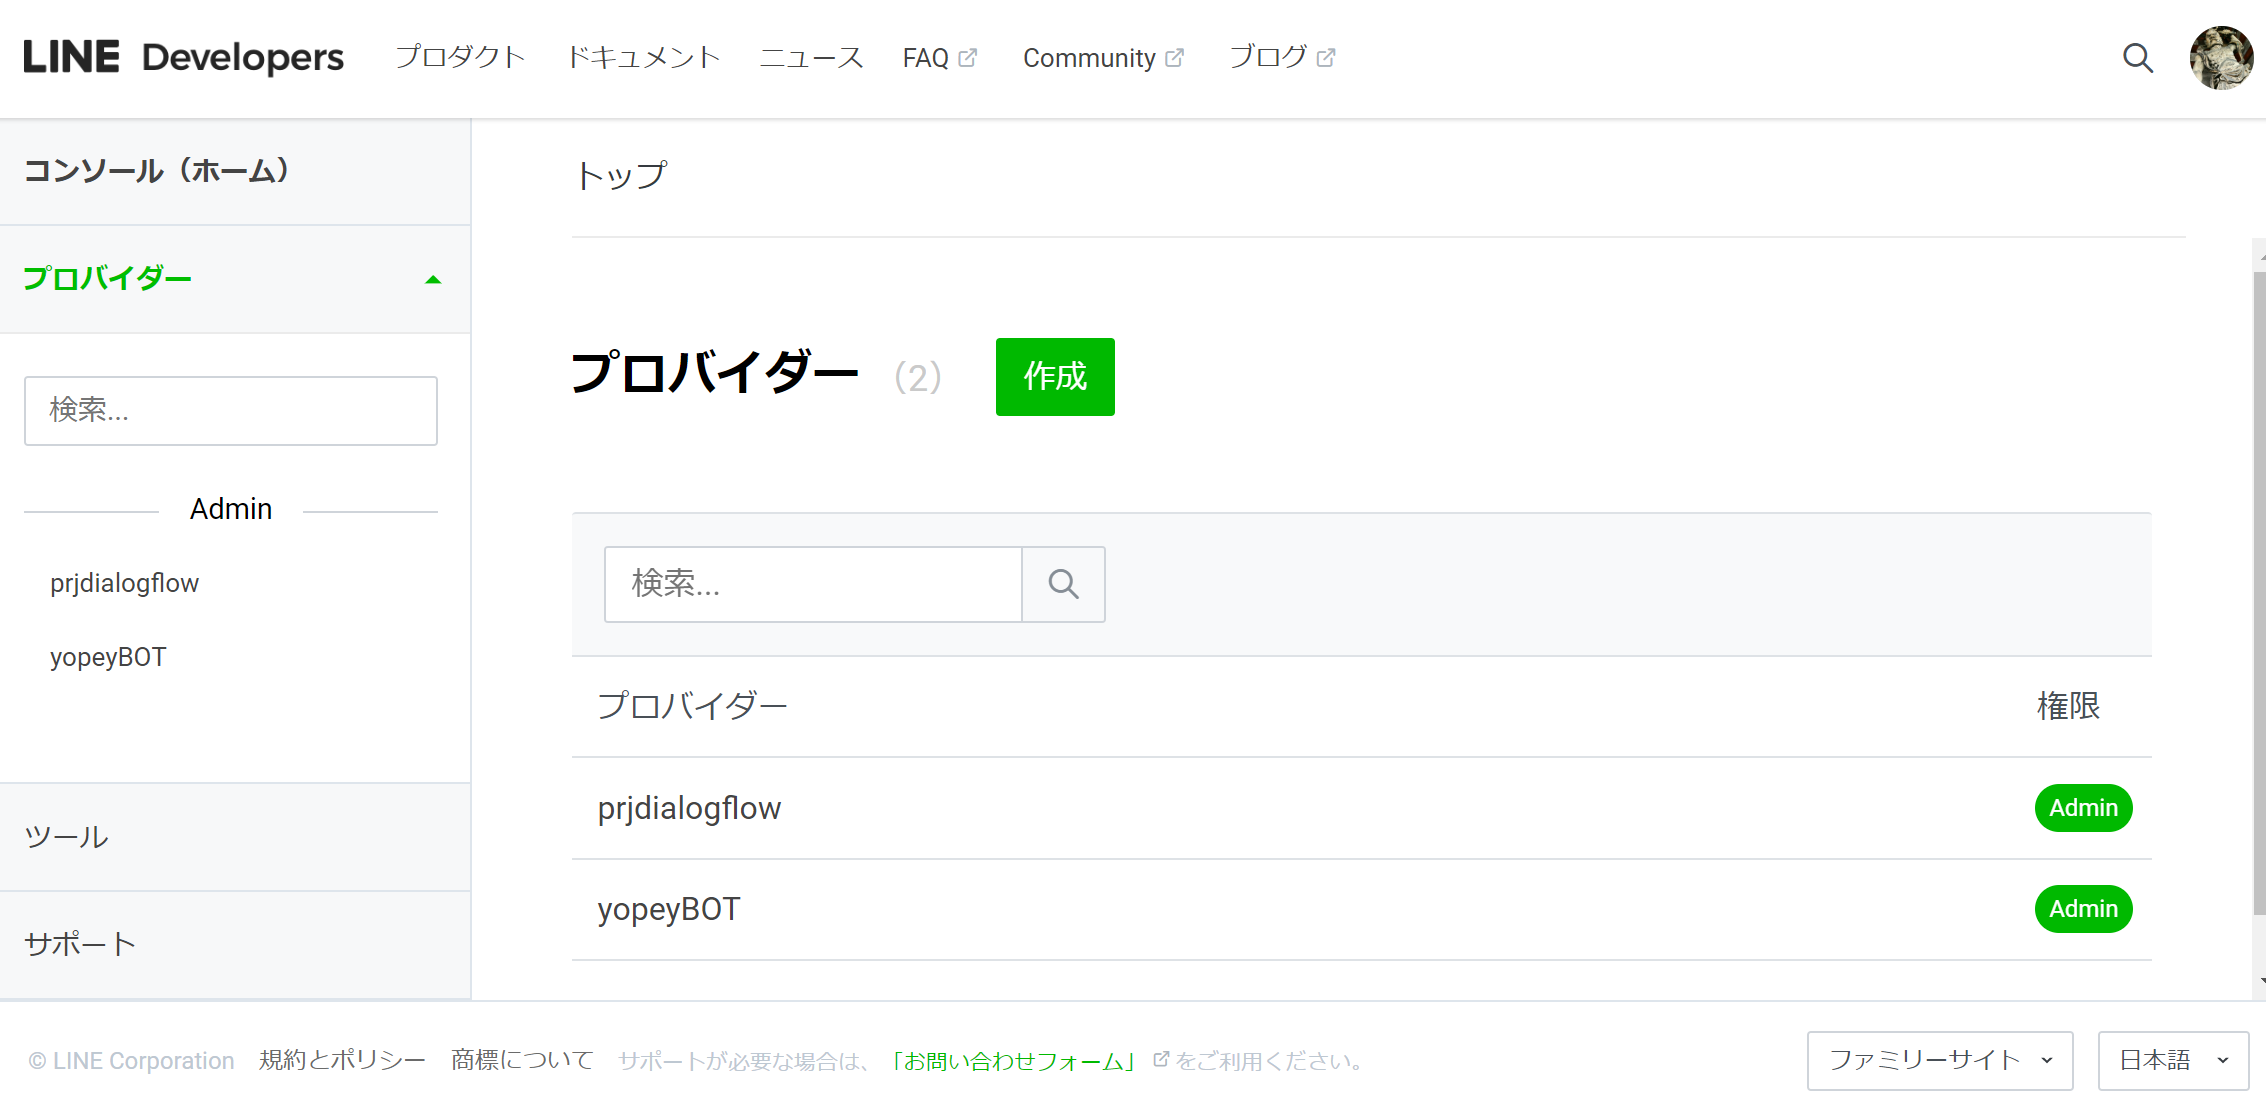 LINE Developers プロダクト ドキュメント ニュース FAQ Community ブログ
コンソール（ホーム）
プロバイダー
検索...
Admin
prjdialogflow
yopeyBOT
ツール
サポート
トップ
プロバイダー （2） 作成
検索...
プロバイダー 権限
prjdialogflow Admin
yopeyBOT Admin
© LINE Corporation 規約とポリシー 商標について サポートが必要な場合は、「お問い合わせフォーム」をご利用ください。 ファミリーサイト 日本語